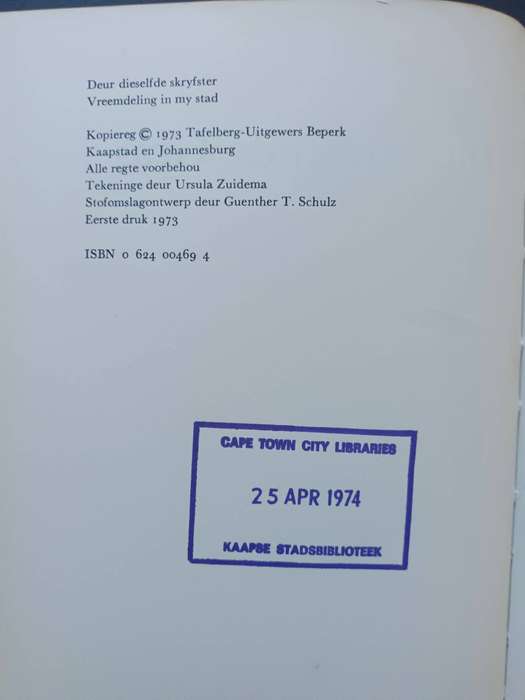 Deur dieselfde skryfster
Vreemdeling in my stad
Kopiereg © 1973 Tafelberg-Uitgewers Beperk
Kaapstad en Johannesburg
Alle regte voorbehou
Tekeninge deur Ursula Zuidema
Stofomslagontwerp deur Guenther T. Schulz
Eerste druk 1973
ISBN 0 624 00469 4
CAPE TOWN CITY LIBRARIES
25 APR 1974
KAAPSE STADSBIBLIOTEEK